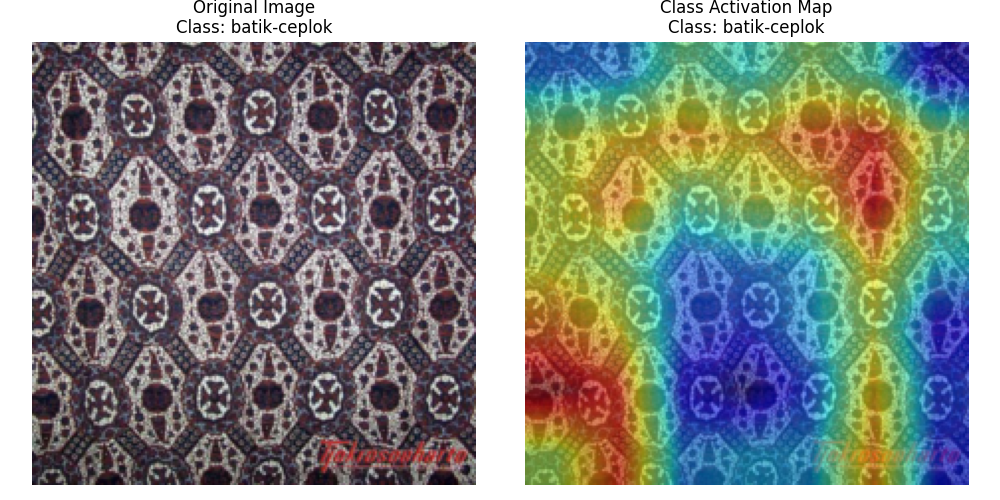 Original Image
Class: batik-ceplok
Class Activation Map
Class: batik-ceplok
Tjokrosoeharto